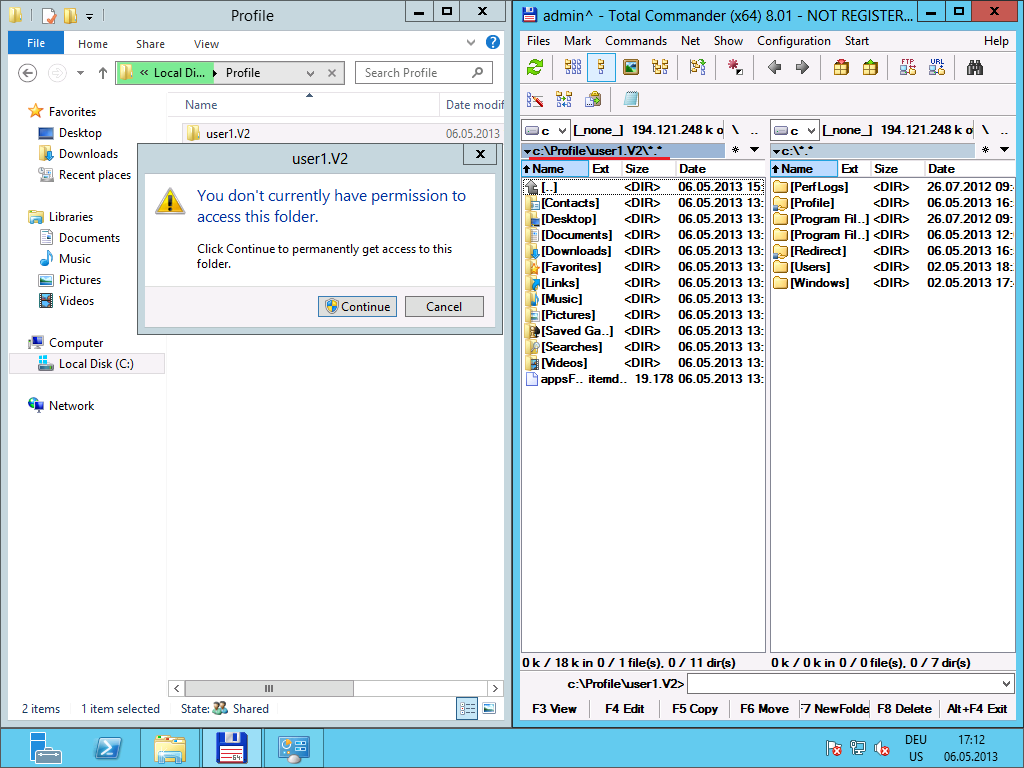 Profile
File Home Share View
« Local Di... Profile
Search Profile
Name Date modif
user1.V2 06.05.2013
Favorites
Desktop
Downloads
Recent places
Libraries
Documents
Music
Pictures
Videos
Computer
Local Disk (C:)
Network
user1.V2
You don't currently have permission to
access this folder.
Click Continue to permanently get access to this
folder.
Continue Cancel
2 items 1 item selected State: Shared
admin^ - Total Commander (x64) 8.01 - NOT REGISTER...
Files Mark Commands Net Show Configuration Start Help
FTP URL
c [_none_] 194.121.248 k o \ ..
c:\Profile\user1.V2\*.* *
Name Ext Size Date
[..] <DIR> 06.05.2013 15:
[Contacts] <DIR> 06.05.2013 13:
[Desktop] <DIR> 06.05.2013 13:
[Documents] <DIR> 06.05.2013 13:
[Downloads] <DIR> 06.05.2013 13:
[Favorites] <DIR> 06.05.2013 13:
[Links] <DIR> 06.05.2013 13:
[Music] <DIR> 06.05.2013 13:
[Pictures] <DIR> 06.05.2013 13:
[Saved Ga..] <DIR> 06.05.2013 13:
[Searches] <DIR> 06.05.2013 13:
[Videos] <DIR> 06.05.2013 13:
appsF.. itemd.. 19.178 06.05.2013 13:
0 k / 18 k in 0 / 1 file(s), 0 / 11 dir(s)
c [_none_] 194.121.248 k o \ ..
c:\*.* *
Name Ext Size Date
[PerfLogs] <DIR> 26.07.2012 09:
[Profile] <DIR> 06.05.2013 16:
[Program Fil..] <DIR> 26.07.2012 09:
[Program Fil..] <DIR> 06.05.2013 12:
[Redirect] <DIR> 06.05.2013 16:
[Users] <DIR> 02.05.2013 18:
[Windows] <DIR> 02.05.2013 17:
0 k / 0 k in 0 / 0 file(s), 0 / 7 dir(s)
c:\Profile\user1.V2>
F3 View F4 Edit F5 Copy F6 Move F7 NewFolde F8 Delete Alt+F4 Exit
64
DEU 17:12
US 06.05.2013